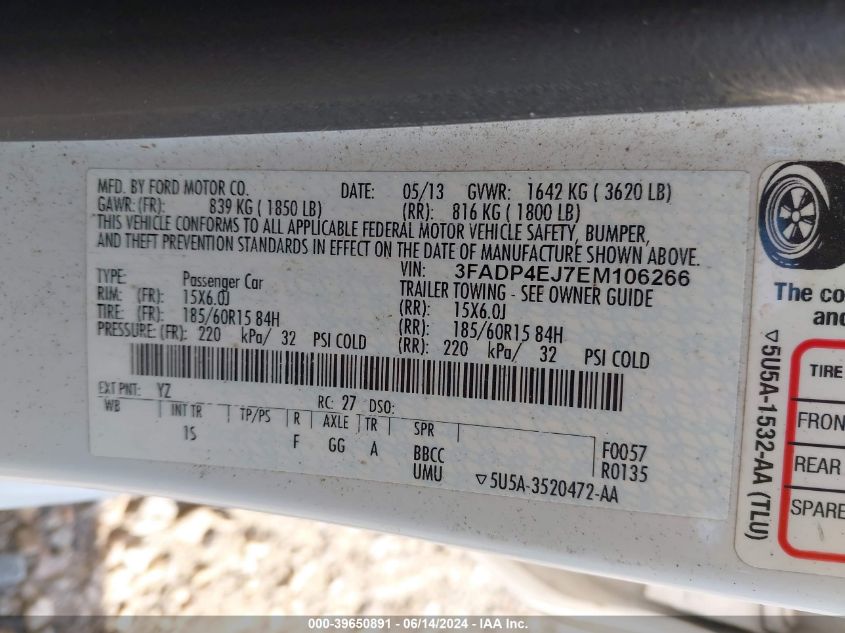 MFD. BY FORD MOTOR CO. DATE: 05/13 GVWR: 1642 KG ( 3620 LB)
GAWR: (FR): 839 KG ( 1850 LB) (RR): 816 KG ( 1800 LB)
THIS VEHICLE CONFORMS TO ALL APPLICABLE FEDERAL MOTOR VEHICLE SAFETY, BUMPER,
AND THEFT PREVENTION STANDARDS IN EFFECT ON THE DATE OF MANUFACTURE SHOWN ABOVE.
VIN: 3FADP4EJ7EM106266
TYPE: Passenger Car TRAILER TOWING - SEE OWNER GUIDE
RIM: (FR): 15X6.0J (RR): 15X6.0J
TIRE: (FR): 185/60R15 84H (RR): 185/60R15 84H
PRESSURE: (FR): 220 kPa/ 32 PSI COLD (RR): 220 kPa/ 32 PSI COLD
EXT PNT: YZ RC: 27 DSO:
WB INT TR TP/PS R AXLE TR SPR
1S F GG A BBCC F0057
UMU R0135
▽5U5A-3520472-AA
The co
and
▽5U5A-1532-AA (TLU)
TIRE
FRON
REAR
SPARE
000-39650891 - 06/14/2024 - IAAI Inc.